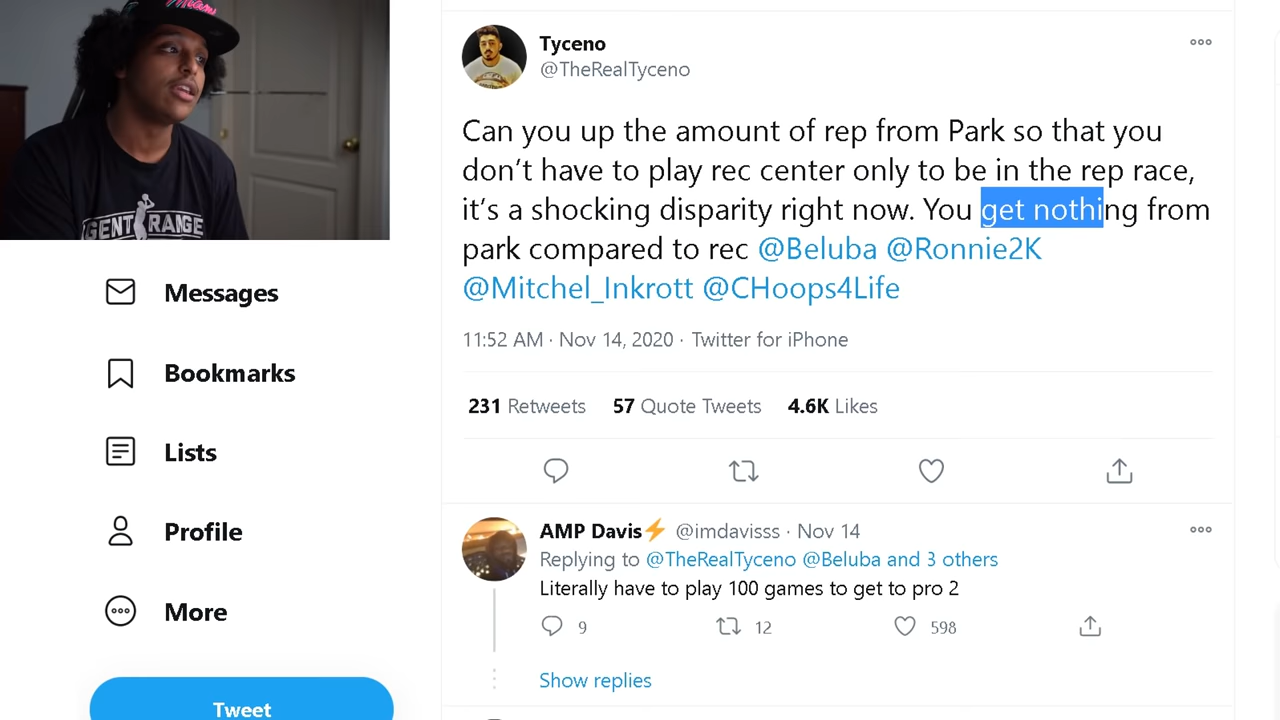 Miami
GENT RANGE
Messages
Bookmarks
Lists
Profile
More
Tweet
Tyceno
@TheRealTyceno
Can you up the amount of rep from Park so that you
don’t have to play rec center only to be in the rep race,
it’s a shocking disparity right now. You get nothing from
park compared to rec @Beluba @Ronnie2K
@Mitchel_Inkrott @CHoops4Life
11:52 AM · Nov 14, 2020 · Twitter for iPhone
231 Retweets 57 Quote Tweets 4.6K Likes
AMP Davis⚡ @imdavisss · Nov 14
Replying to @TheRealTyceno @Beluba and 3 others
Literally have to play 100 games to get to pro 2
9 12 598
Show replies